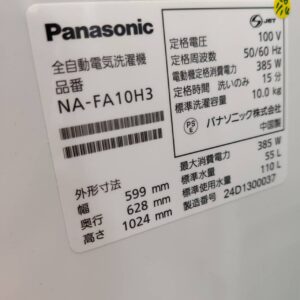 Panasonic
全自動電気洗濯機
品番
NA-FA10H3
外形寸法
幅 599 mm
奥行 628 mm
高さ 1024 mm
JET
定格電圧 100 V
定格周波数 50/60 Hz
電動機定格消費電力 385 W
定格時間 洗いのみ 15 分
標準洗濯容量 10.0 kg
PS E パナソニック株式会社
中国製
最大消費電力 385 W
標準水量 55 L
標準使用水量 110 L
製造番号 24D1300037